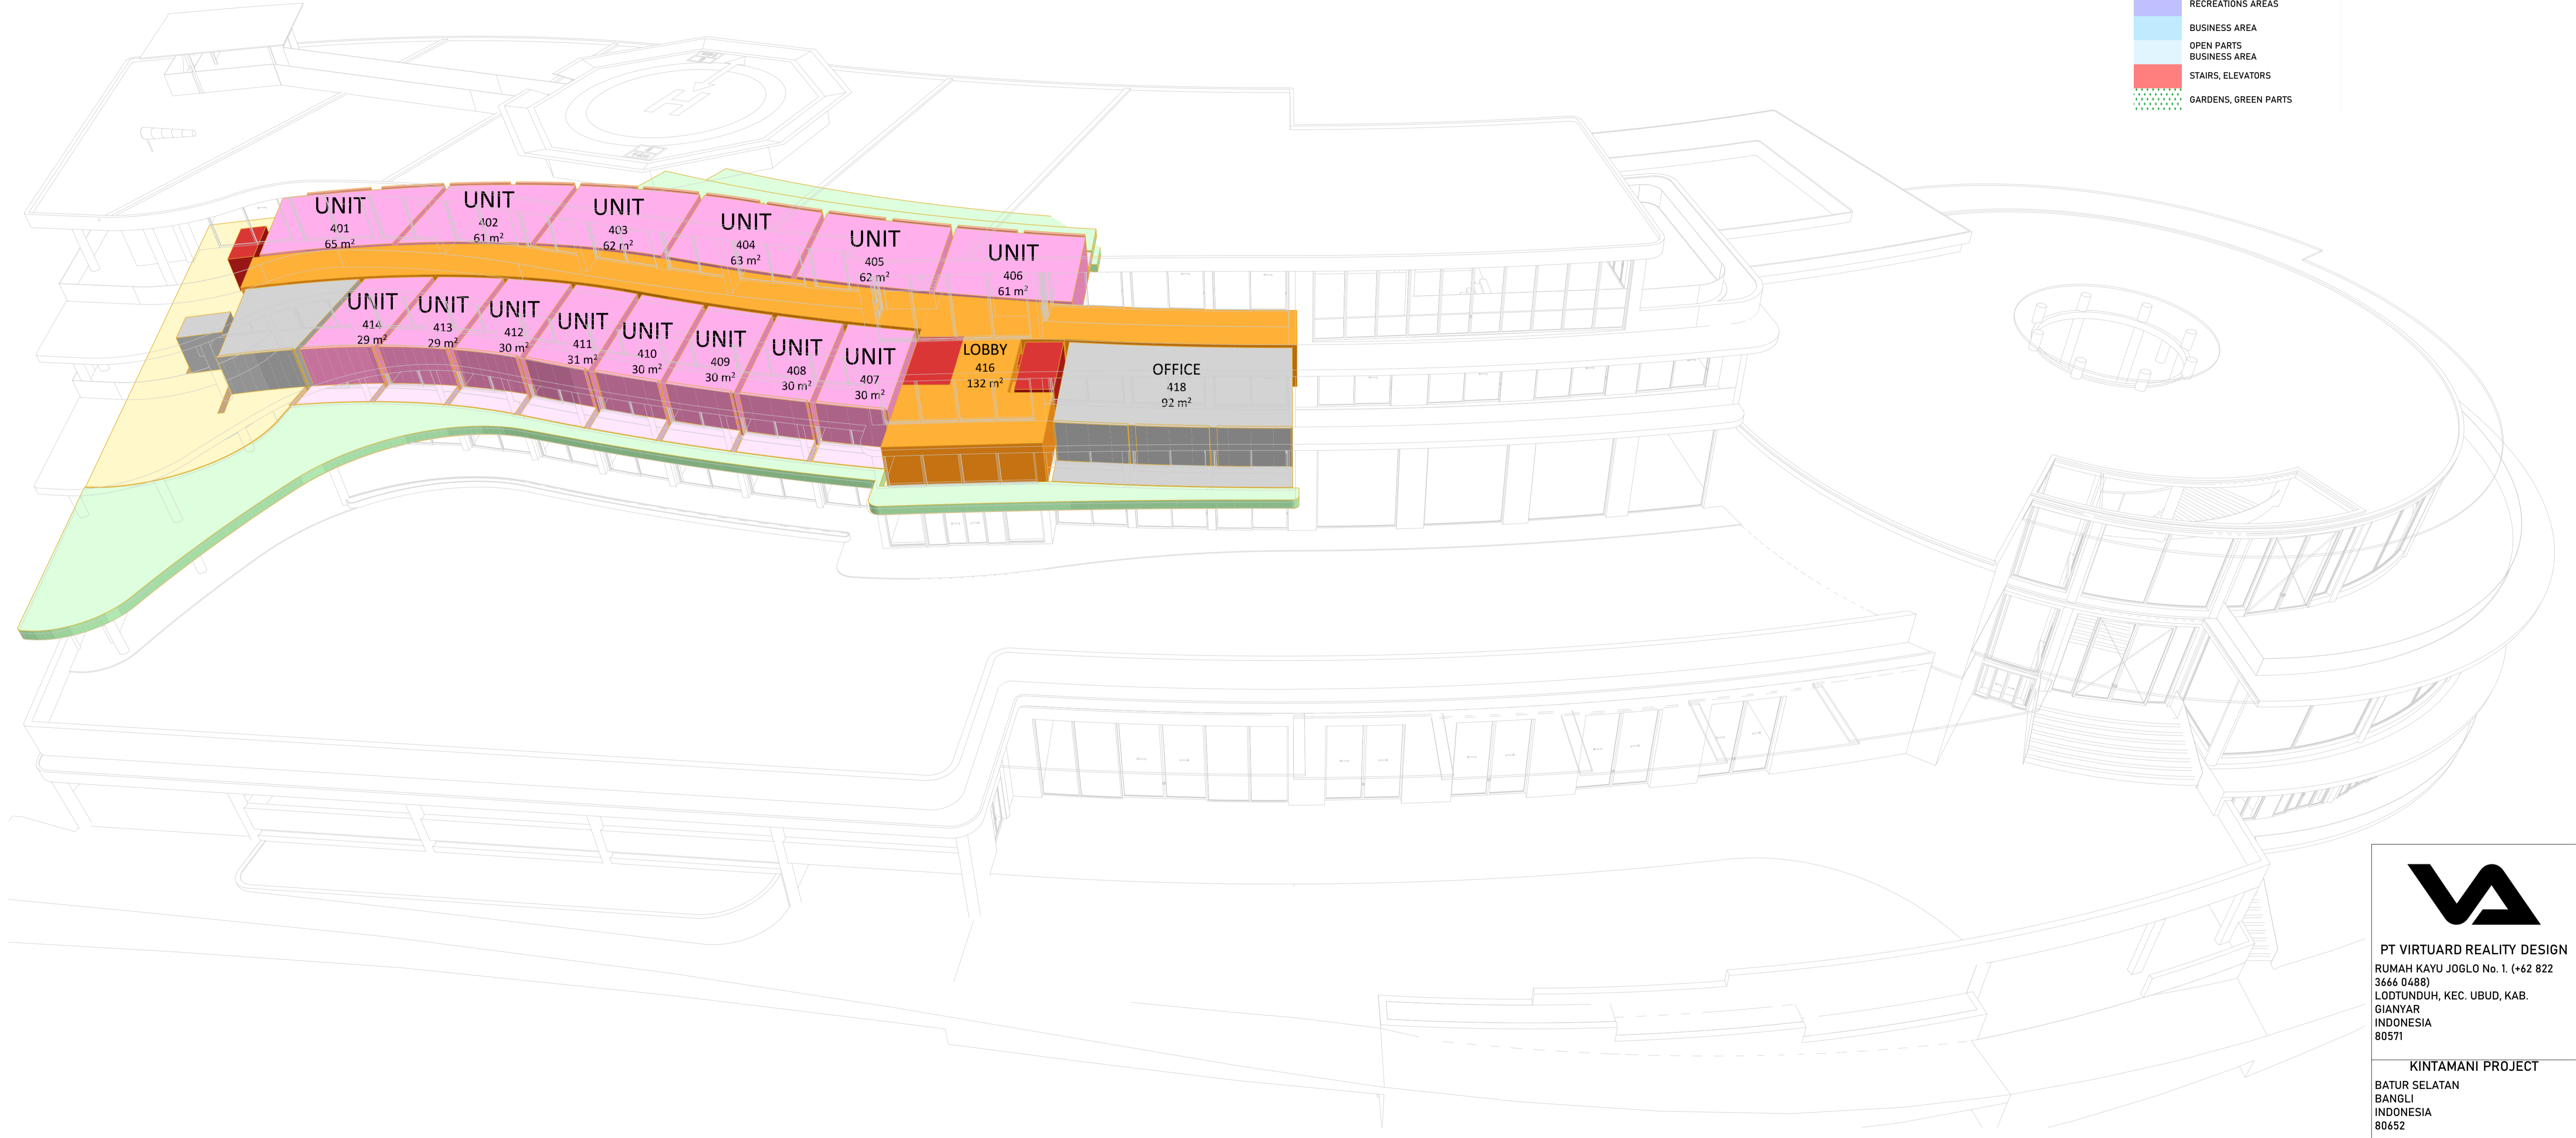 RECREATIONS AREAS
BUSINESS AREA
OPEN PARTS
BUSINESS AREA
STAIRS, ELEVATORS
GARDENS, GREEN PARTS
H
UNIT
401
65 m²
UNIT
402
61 m²
UNIT
403
62 m²
UNIT
404
63 m²
UNIT
405
62 m²
UNIT
406
61 m²
UNIT
414
29 m²
UNIT
413
29 m²
UNIT
412
30 m²
UNIT
411
31 m²
UNIT
410
30 m²
UNIT
409
30 m²
UNIT
408
30 m²
UNIT
407
30 m²
LOBBY
416
132 m²
OFFICE
418
92 m²
PT VIRTUARD REALITY DESIGN
RUMAH KAYU JOGLO No. 1. (+62 822
3666 0488)
LODTUNDUH, KEC. UBUD, KAB.
GIANYAR
INDONESIA
80571
KINTAMANI PROJECT
BATUR SELATAN
BANGLI
INDONESIA
80652